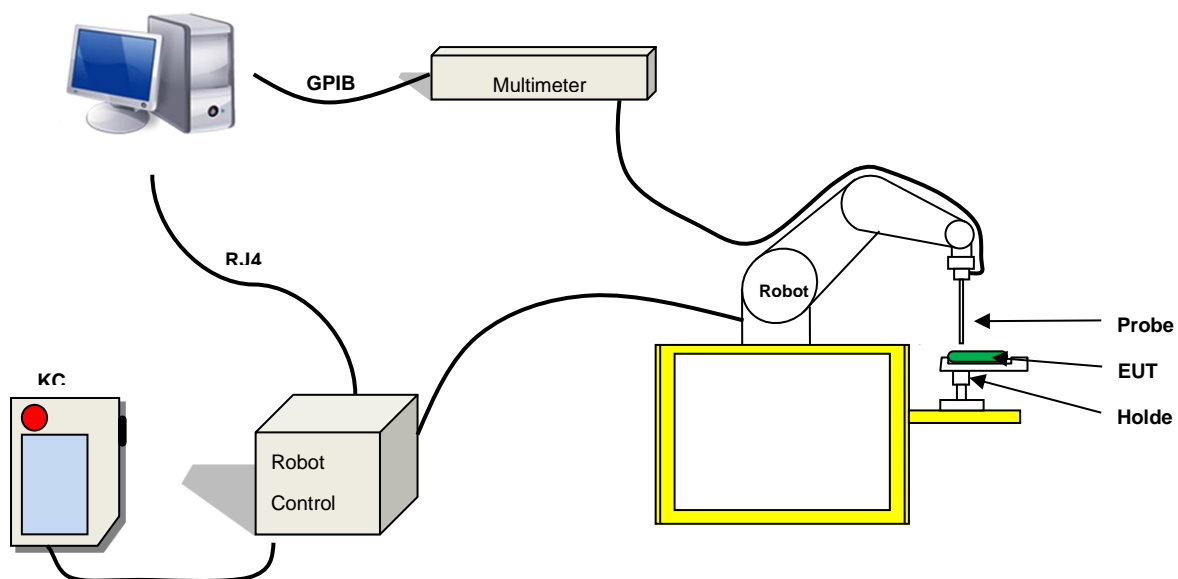 GPIB
Multimeter
RJ4
Robot
Probe
EUT
Holde
KC
Robot
Control